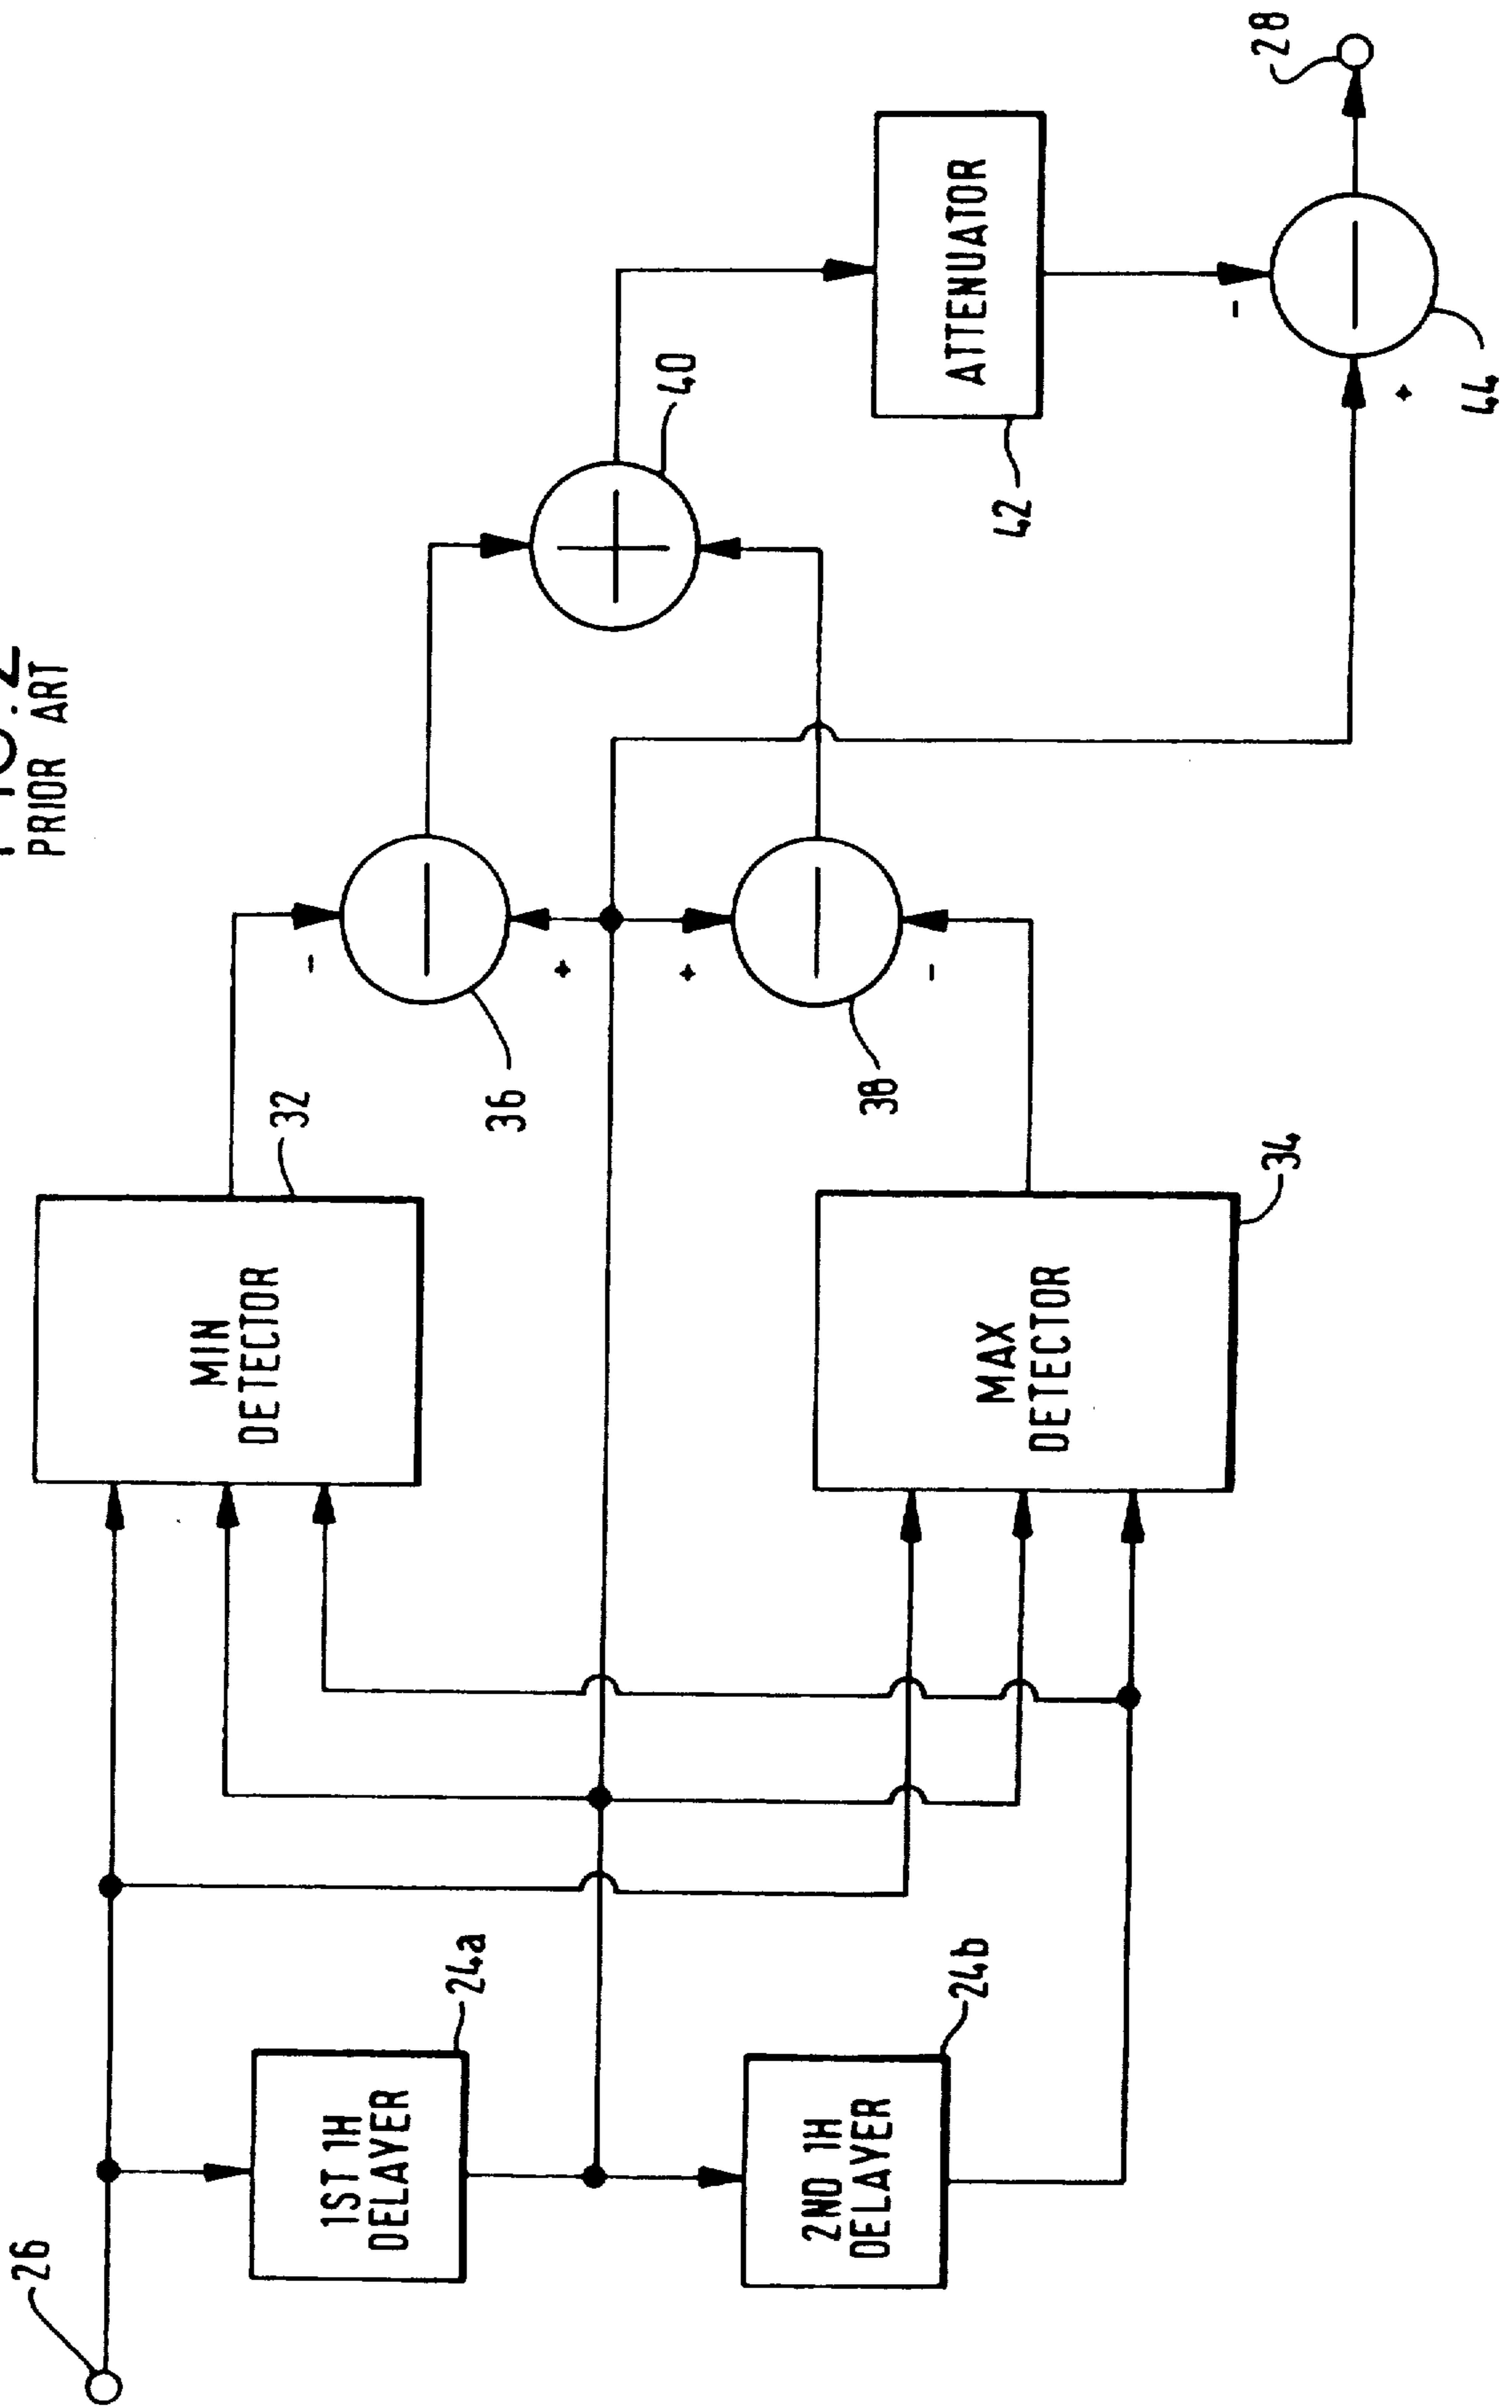 PRIOR ART
26
1ST 1H
DELAYER
24a
2ND 1H
DELAYER
24b
MIN
DETECTOR
32
MAX
DETECTOR
34
-
+
36
+
-
38
40
ATTENUATOR
42
-
+
44
28